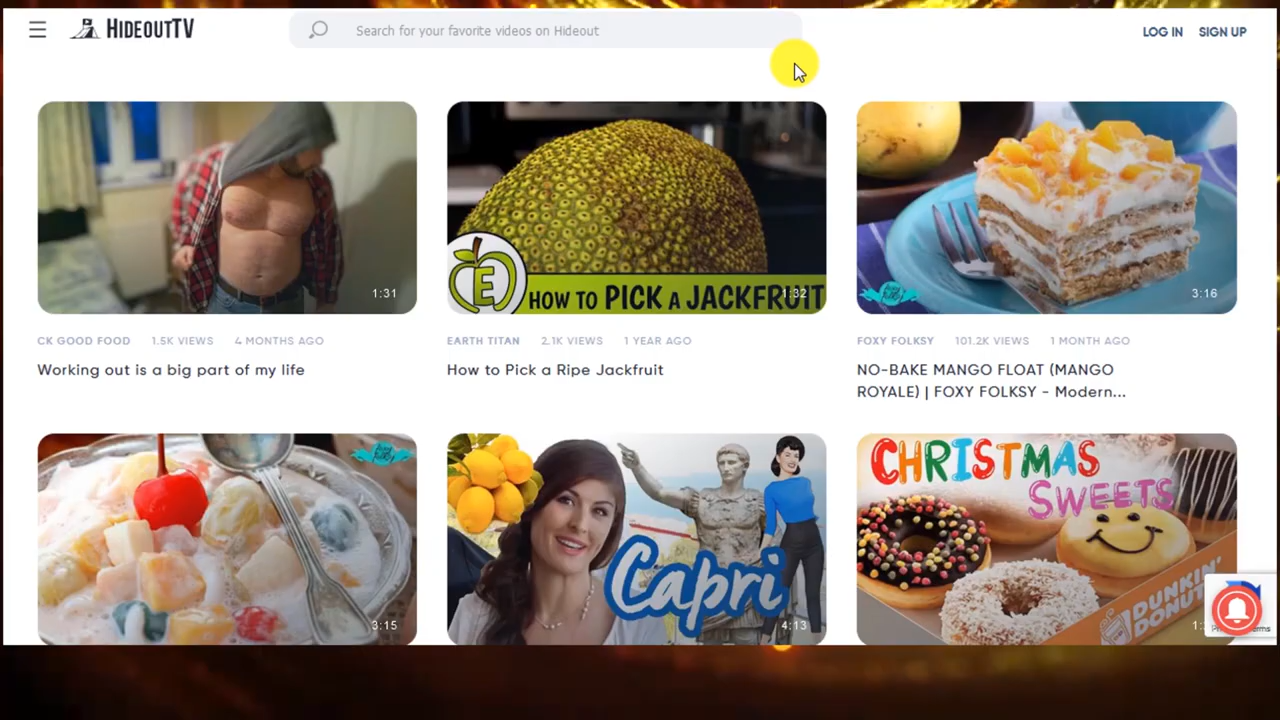 HIDEOUTTV
Search for your favorite videos on Hideout
LOG IN
SIGN UP
1:31
E
HOW TO PICK A JACKFRUIT
1:32
3:16
CK GOOD FOOD 1.5K VIEWS 4 MONTHS AGO
Working out is a big part of my life
EARTH TITAN 2.1K VIEWS 1 YEAR AGO
How to Pick a Ripe Jackfruit
FOXY FOLKSY 101.2K VIEWS 1 MONTH AGO
NO-BAKE MANGO FLOAT (MANGO
ROYALE) | FOXY FOLKSY - Modern...
3:15
Capri
4:13
CHRISTMAS
SWEETS
DUNKIN'
DONUTS